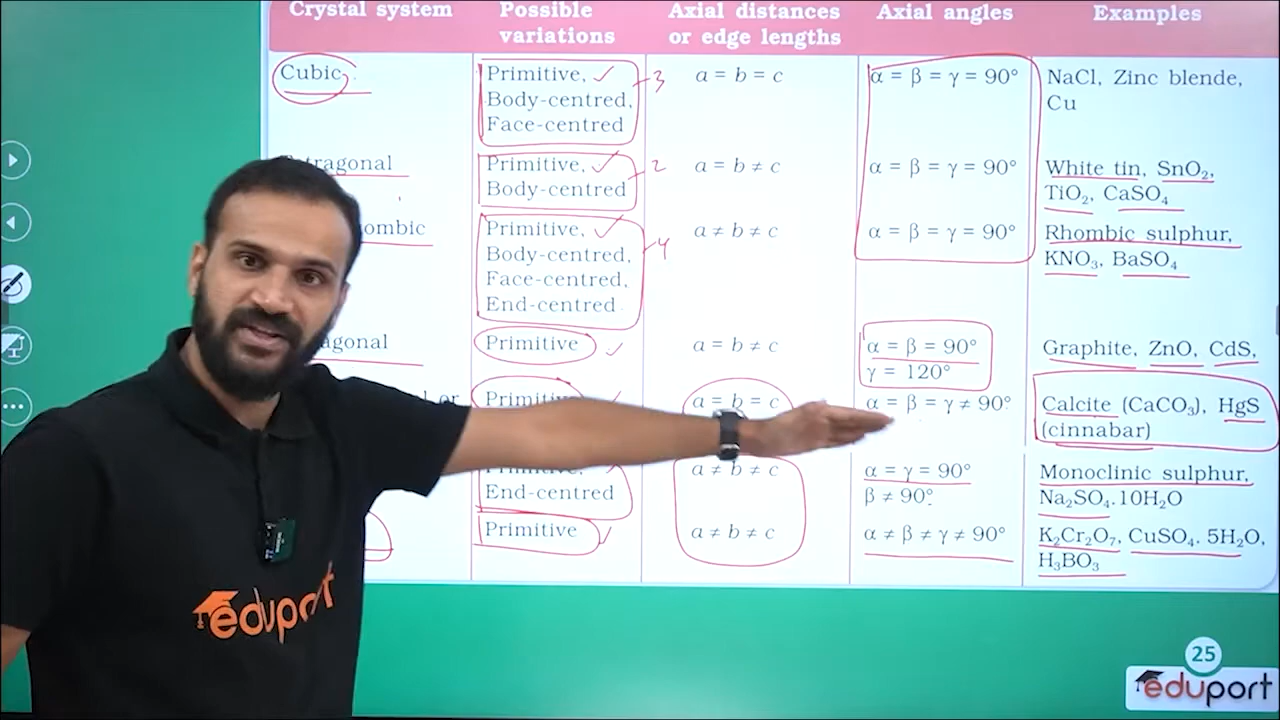 Crystal system
Possible
variations
Axial distances
or edge lengths
Axial angles
Examples
Cubic
Primitive,
Body-centred,
Face-centred
3
a = b = c
α = β = γ = 90°
NaCl, Zinc blende,
Cu
Primitive,
Body-centred
2
a = b ≠ c
α = β = γ = 90°
White tin, SnO₂,
TiO₂, CaSO₄
Primitive,
Body-centred,
Face-centred,
End-centred
4
a ≠ b ≠ c
α = β = γ = 90°
Rhombic sulphur,
KNO₃, BaSO₄
Primitive
a = b ≠ c
α = β = 90°
γ = 120°
Graphite, ZnO, CdS,
or
a = b = c
α = β = γ ≠ 90°
Calcite (CaCO₃), HgS
(cinnabar)
Primitive,
End-centred
a ≠ b ≠ c
α = γ = 90°
β ≠ 90°
Monoclinic sulphur,
Na₂SO₄.10H₂O
Primitive
a ≠ b ≠ c
α ≠ β ≠ γ ≠ 90°
K₂Cr₂O₇, CuSO₄. 5H₂O,
H₃BO₃
eduport
25
eduport